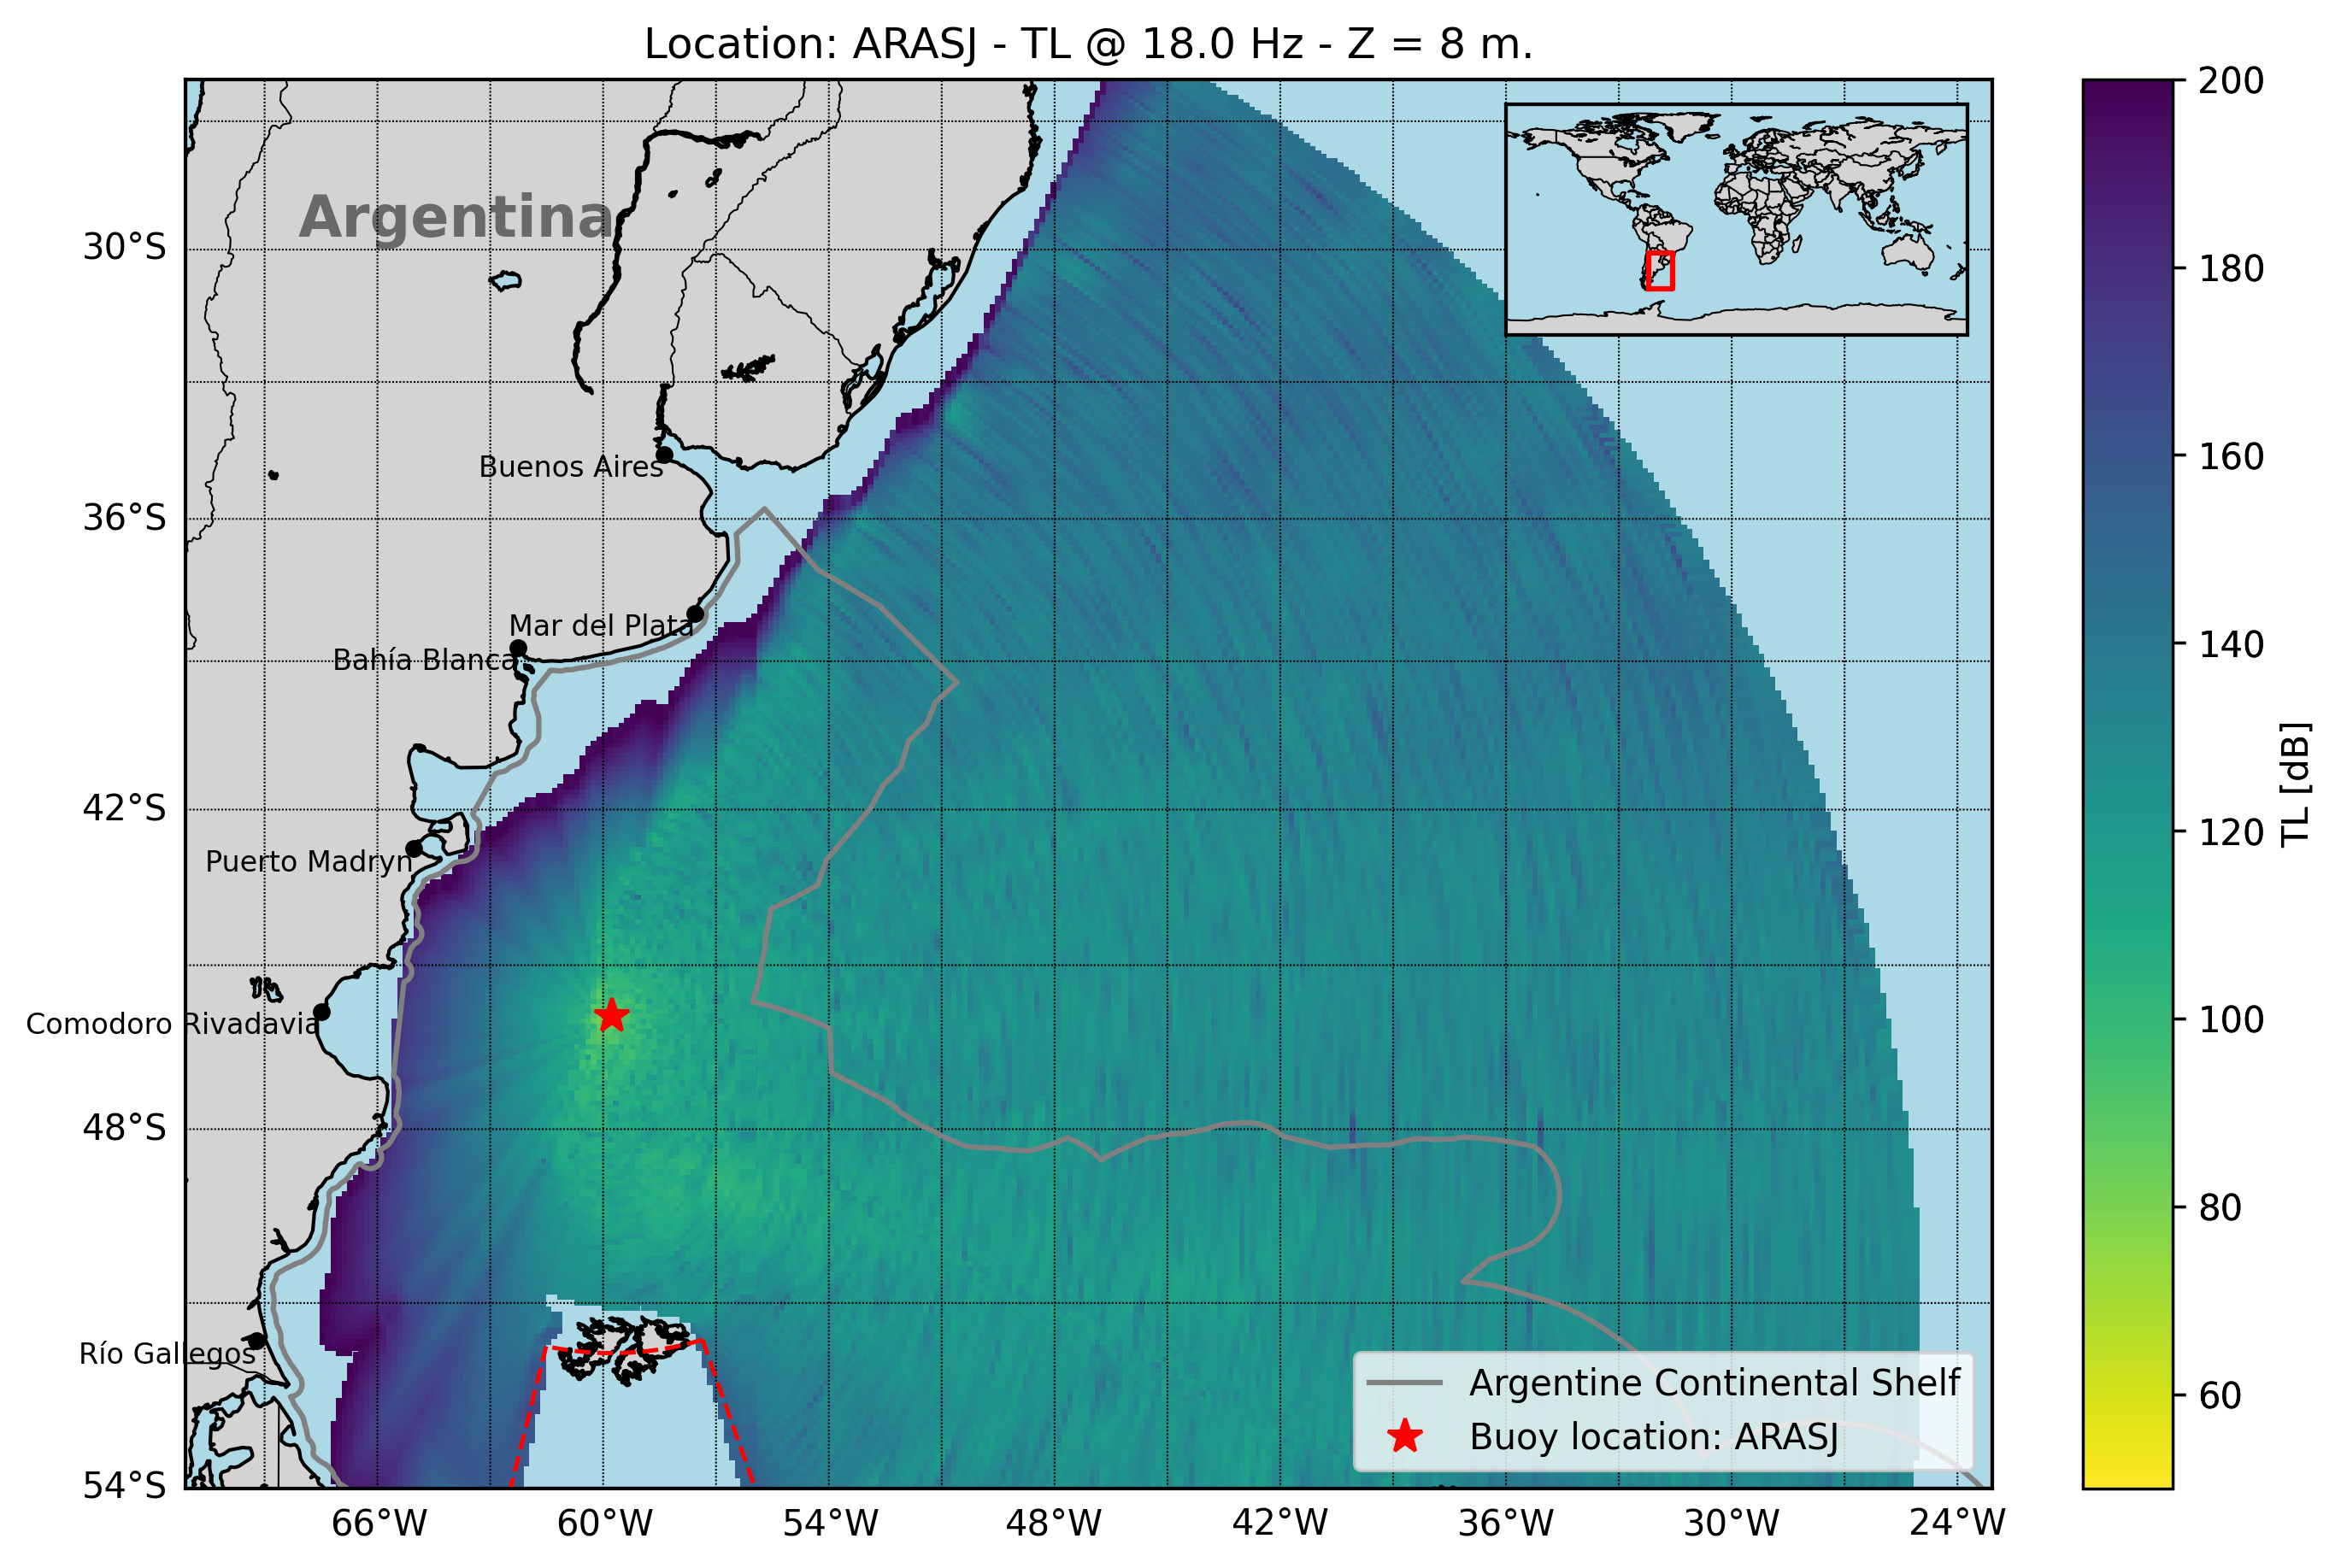 Location: ARASJ - TL @ 18.0 Hz - Z = 8 m.
Argentina
Buenos Aires
Mar del Plata
Bahía Blanca
Puerto Madryn
Comodoro Rivadavia
Río Gallegos
30°S
36°S
42°S
48°S
54°S
66°W
60°W
54°W
48°W
42°W
36°W
30°W
24°W
Argentine Continental Shelf
Buoy location: ARASJ
200
180
160
140
120
100
80
60
TL [dB]